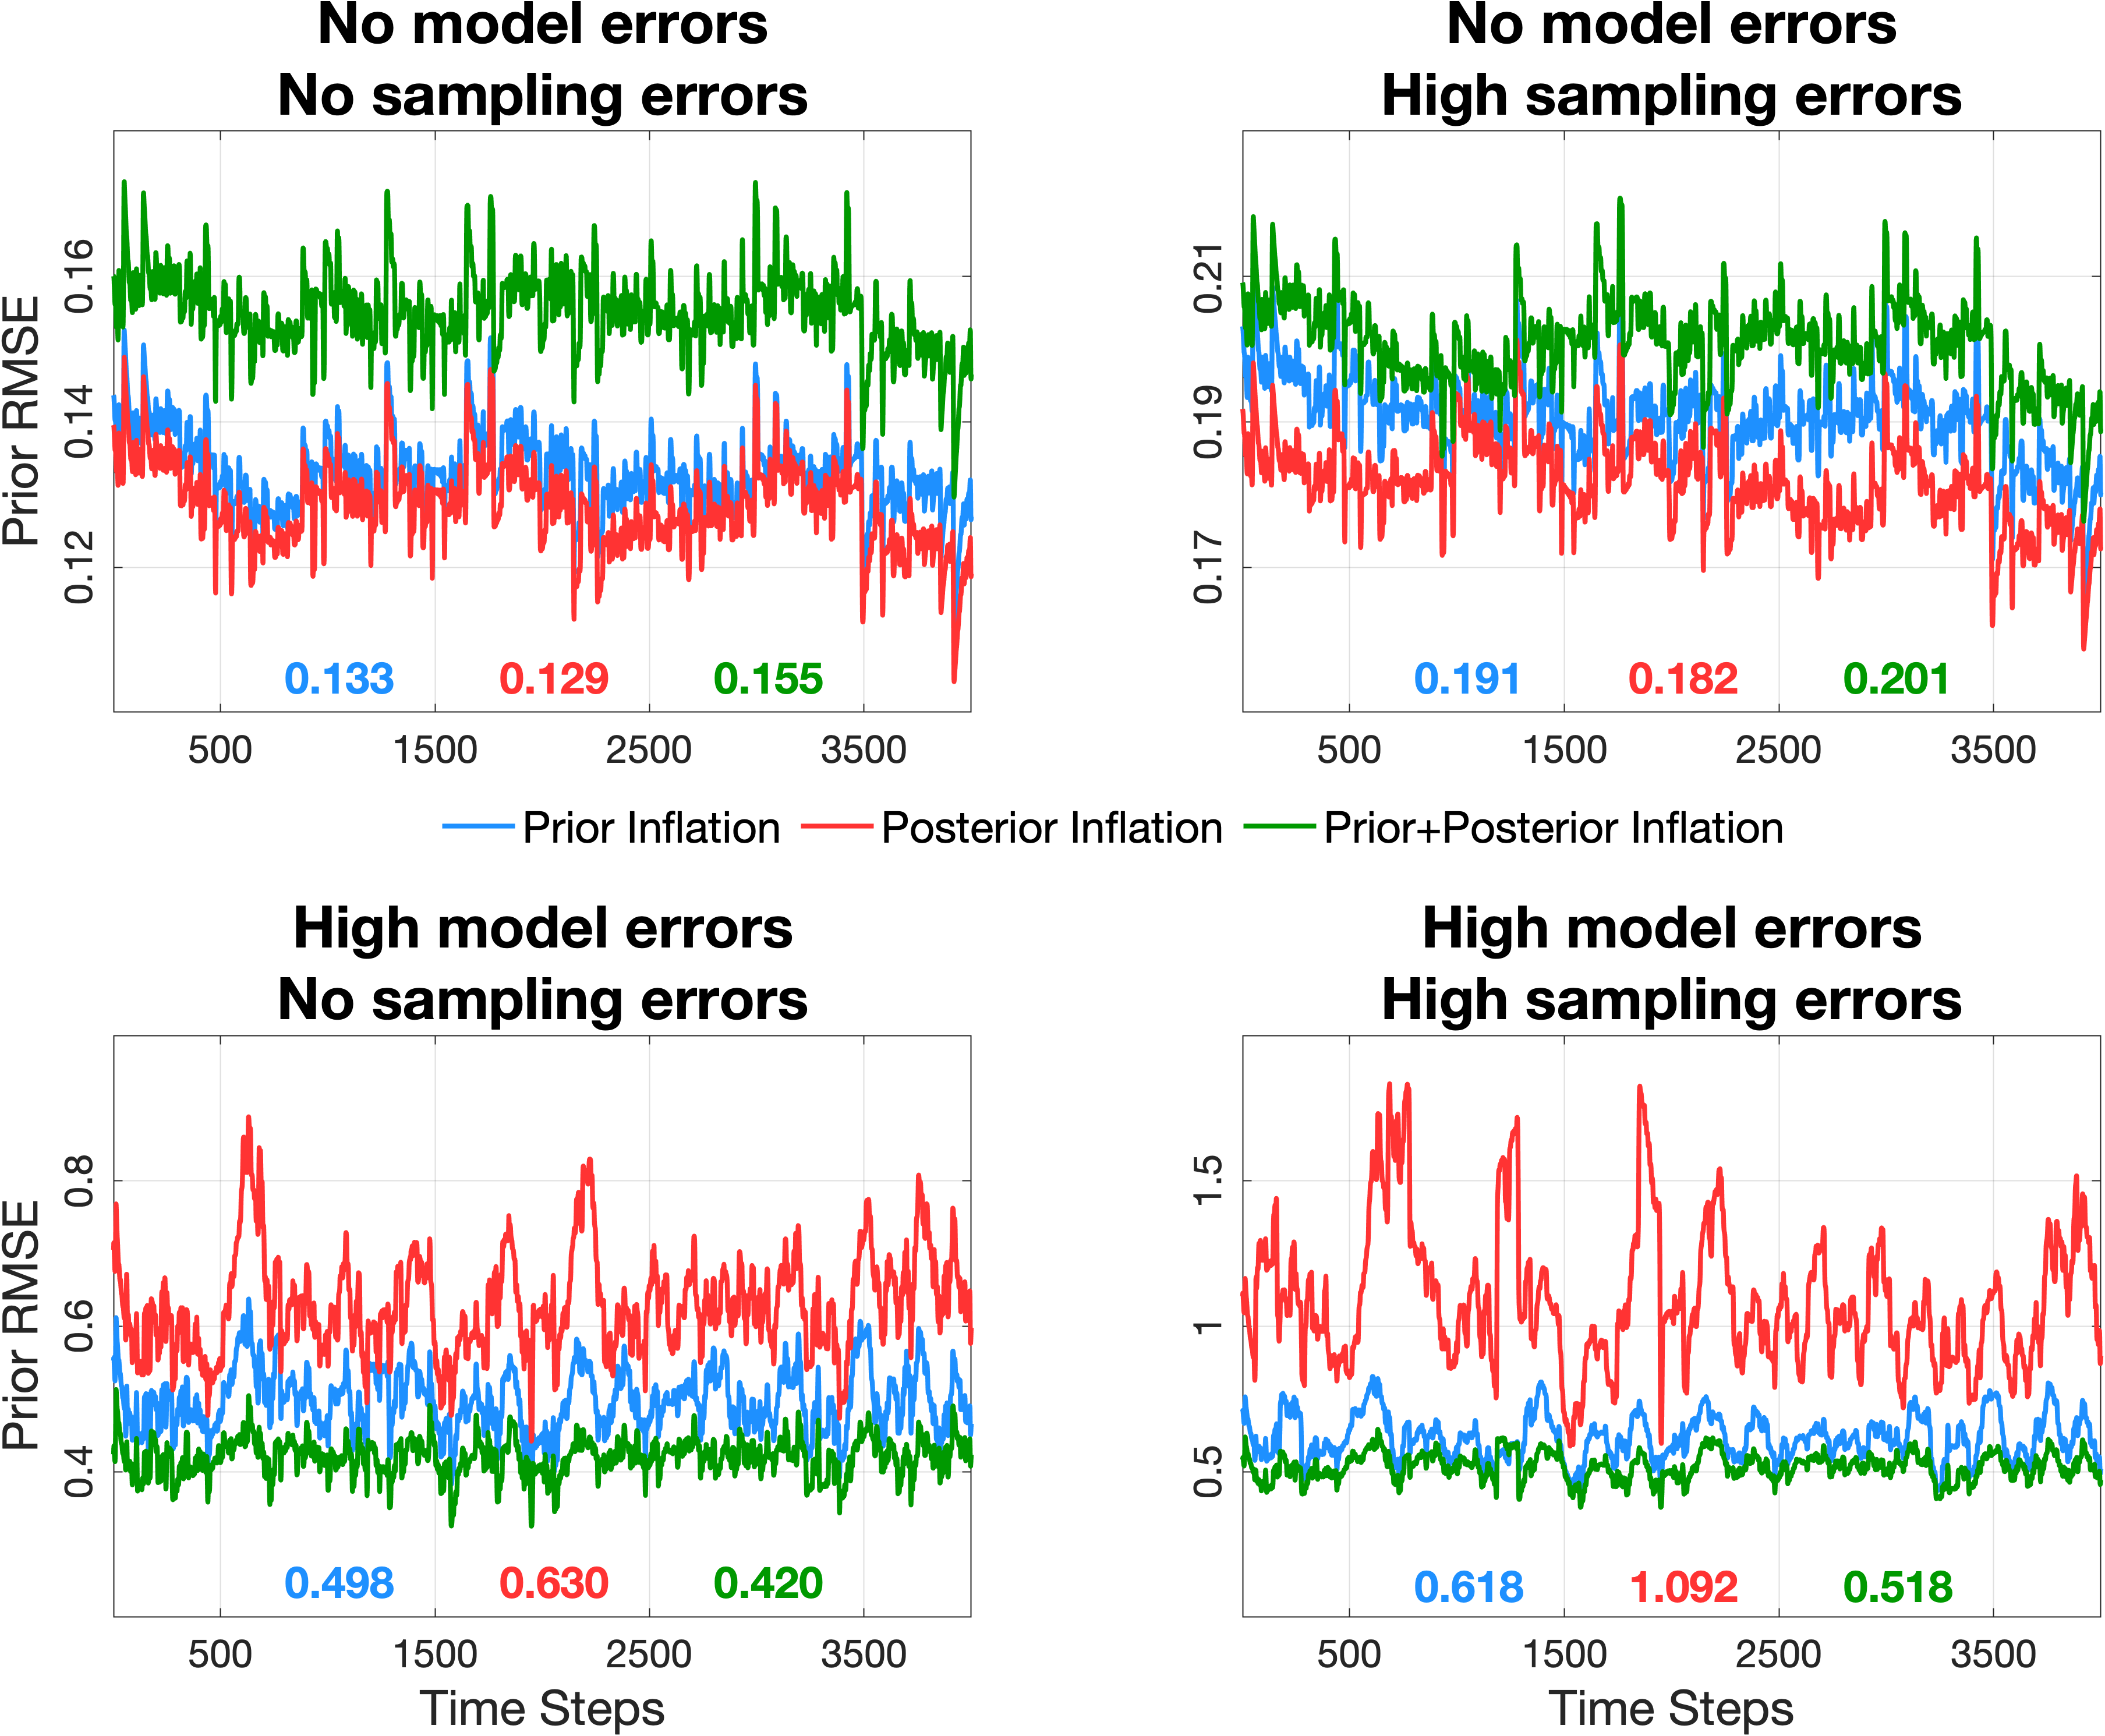 No model errors
No sampling errors
Prior RMSE
0.16
0.14
0.12
0.133 0.129 0.155
500 1500 2500 3500
No model errors
High sampling errors
0.21
0.19
0.17
0.191 0.182 0.201
500 1500 2500 3500
Prior Inflation Posterior Inflation Prior+Posterior Inflation
High model errors
No sampling errors
Prior RMSE
0.8
0.6
0.4
0.498 0.630 0.420
500 1500 2500 3500
Time Steps
High model errors
High sampling errors
1.5
1
0.5
0.618 1.092 0.518
500 1500 2500 3500
Time Steps